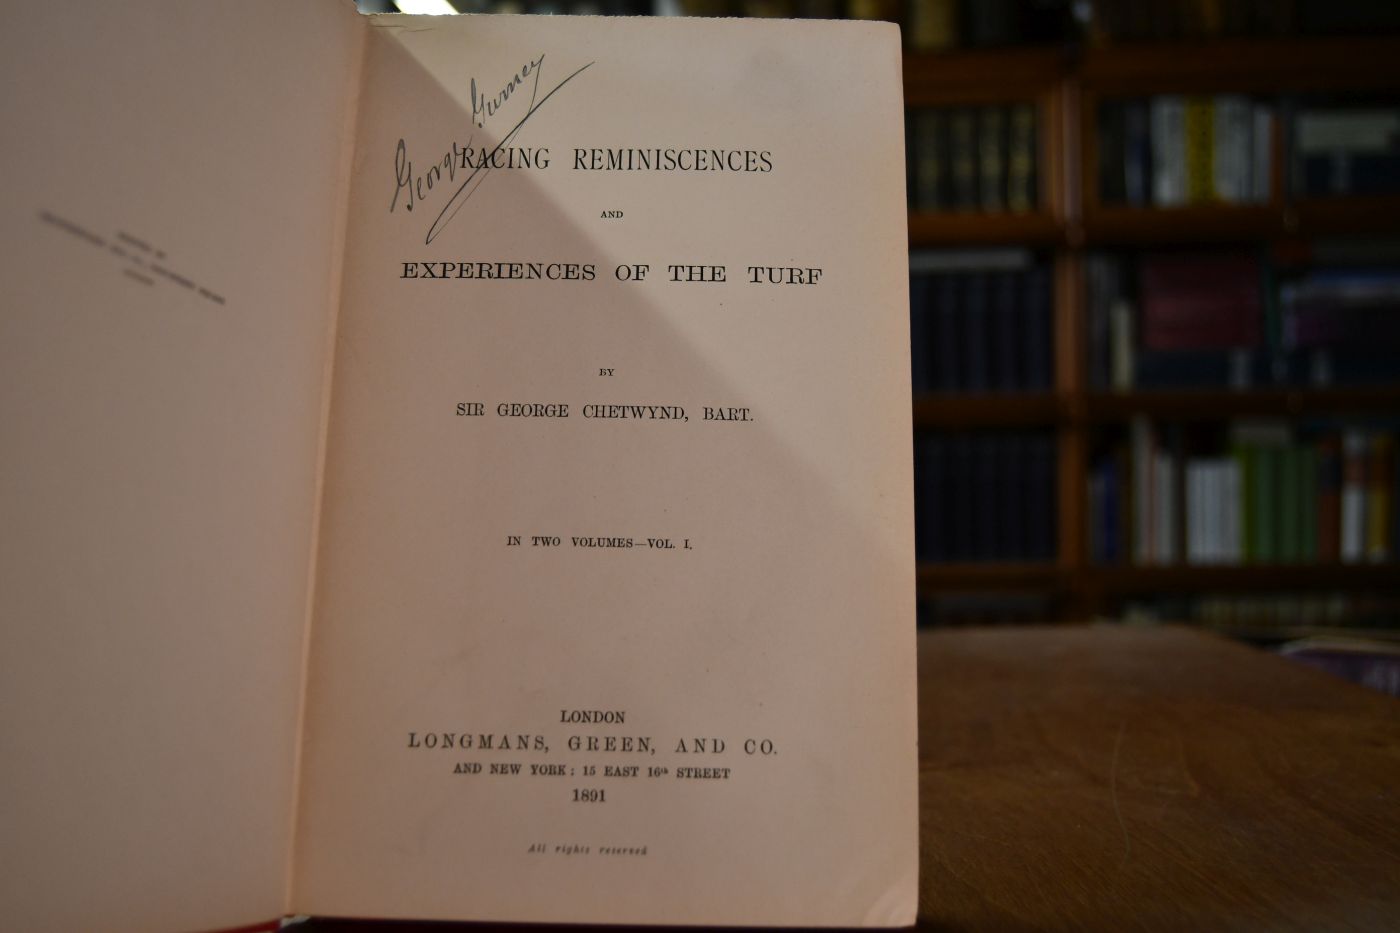 George Gurney
RACING REMINISCENCES
AND
EXPERIENCES OF THE TURF
BY
SIR GEORGE CHETWYND, BART.
IN TWO VOLUMES—VOL. I.
LONDON
LONGMANS, GREEN, AND CO.
AND NEW YORK : 15 EAST 16th STREET
1891
All rights reserved